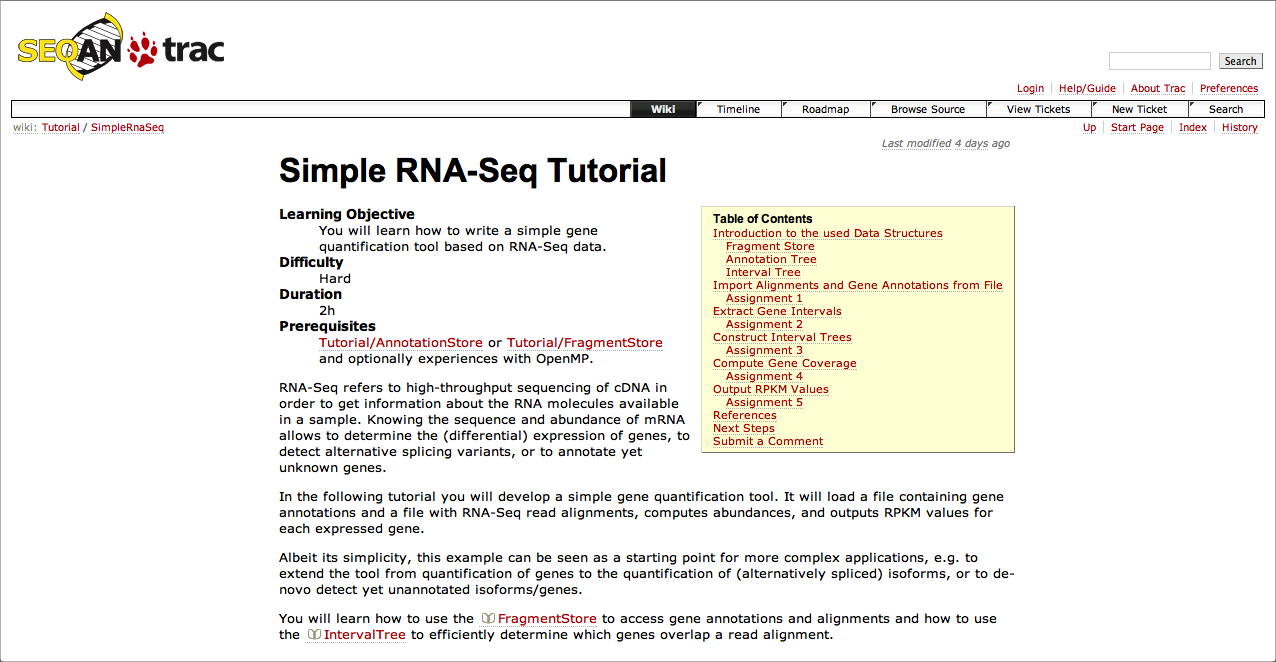 SEQAN trac
Search
Login Help/Guide About Trac Preferences
Wiki Timeline Roadmap Browse Source View Tickets New Ticket Search
wiki: Tutorial / SimpleRnaSeq
Up Start Page Index History
Last modified 4 days ago
Simple RNA-Seq Tutorial
Learning Objective
You will learn how to write a simple gene
quantification tool based on RNA-Seq data.
Difficulty
Hard
Duration
2h
Prerequisites
Tutorial/AnnotationStore or Tutorial/FragmentStore
and optionally experiences with OpenMP.
Table of Contents
Introduction to the used Data Structures
Fragment Store
Annotation Tree
Interval Tree
Import Alignments and Gene Annotations from File
Assignment 1
Extract Gene Intervals
Assignment 2
Construct Interval Trees
Assignment 3
Compute Gene Coverage
Assignment 4
Output RPKM Values
Assignment 5
References
Next Steps
Submit a Comment
RNA-Seq refers to high-throughput sequencing of cDNA in
order to get information about the RNA molecules available
in a sample. Knowing the sequence and abundance of mRNA
allows to determine the (differential) expression of genes, to
detect alternative splicing variants, or to annotate yet
unknown genes.
In the following tutorial you will develop a simple gene quantification tool. It will load a file containing gene
annotations and a file with RNA-Seq read alignments, computes abundances, and outputs RPKM values for
each expressed gene.
Albeit its simplicity, this example can be seen as a starting point for more complex applications, e.g. to
extend the tool from quantification of genes to the quantification of (alternatively spliced) isoforms, or to de-
novo detect yet unannotated isoforms/genes.
You will learn how to use the FragmentStore to access gene annotations and alignments and how to use
the IntervalTree to efficiently determine which genes overlap a read alignment.